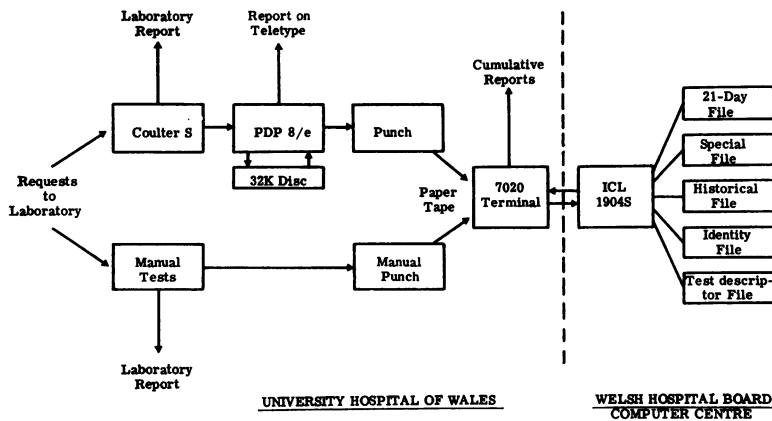 Laboratory
Report
Report on
Teletype
Cumulative
Reports
Coulter S
PDP 8/e
Punch
32K Disc
Requests
to
Laboratory
Paper
Tape
7020
Terminal
ICL
1904S
21-Day
File
Special
File
Historical
File
Identity
File
Test descrip-
tor File
Manual
Tests
Manual
Punch
Laboratory
Report
UNIVERSITY HOSPITAL OF WALES
WELSH HOSPITAL BOARD
COMPUTER CENTRE